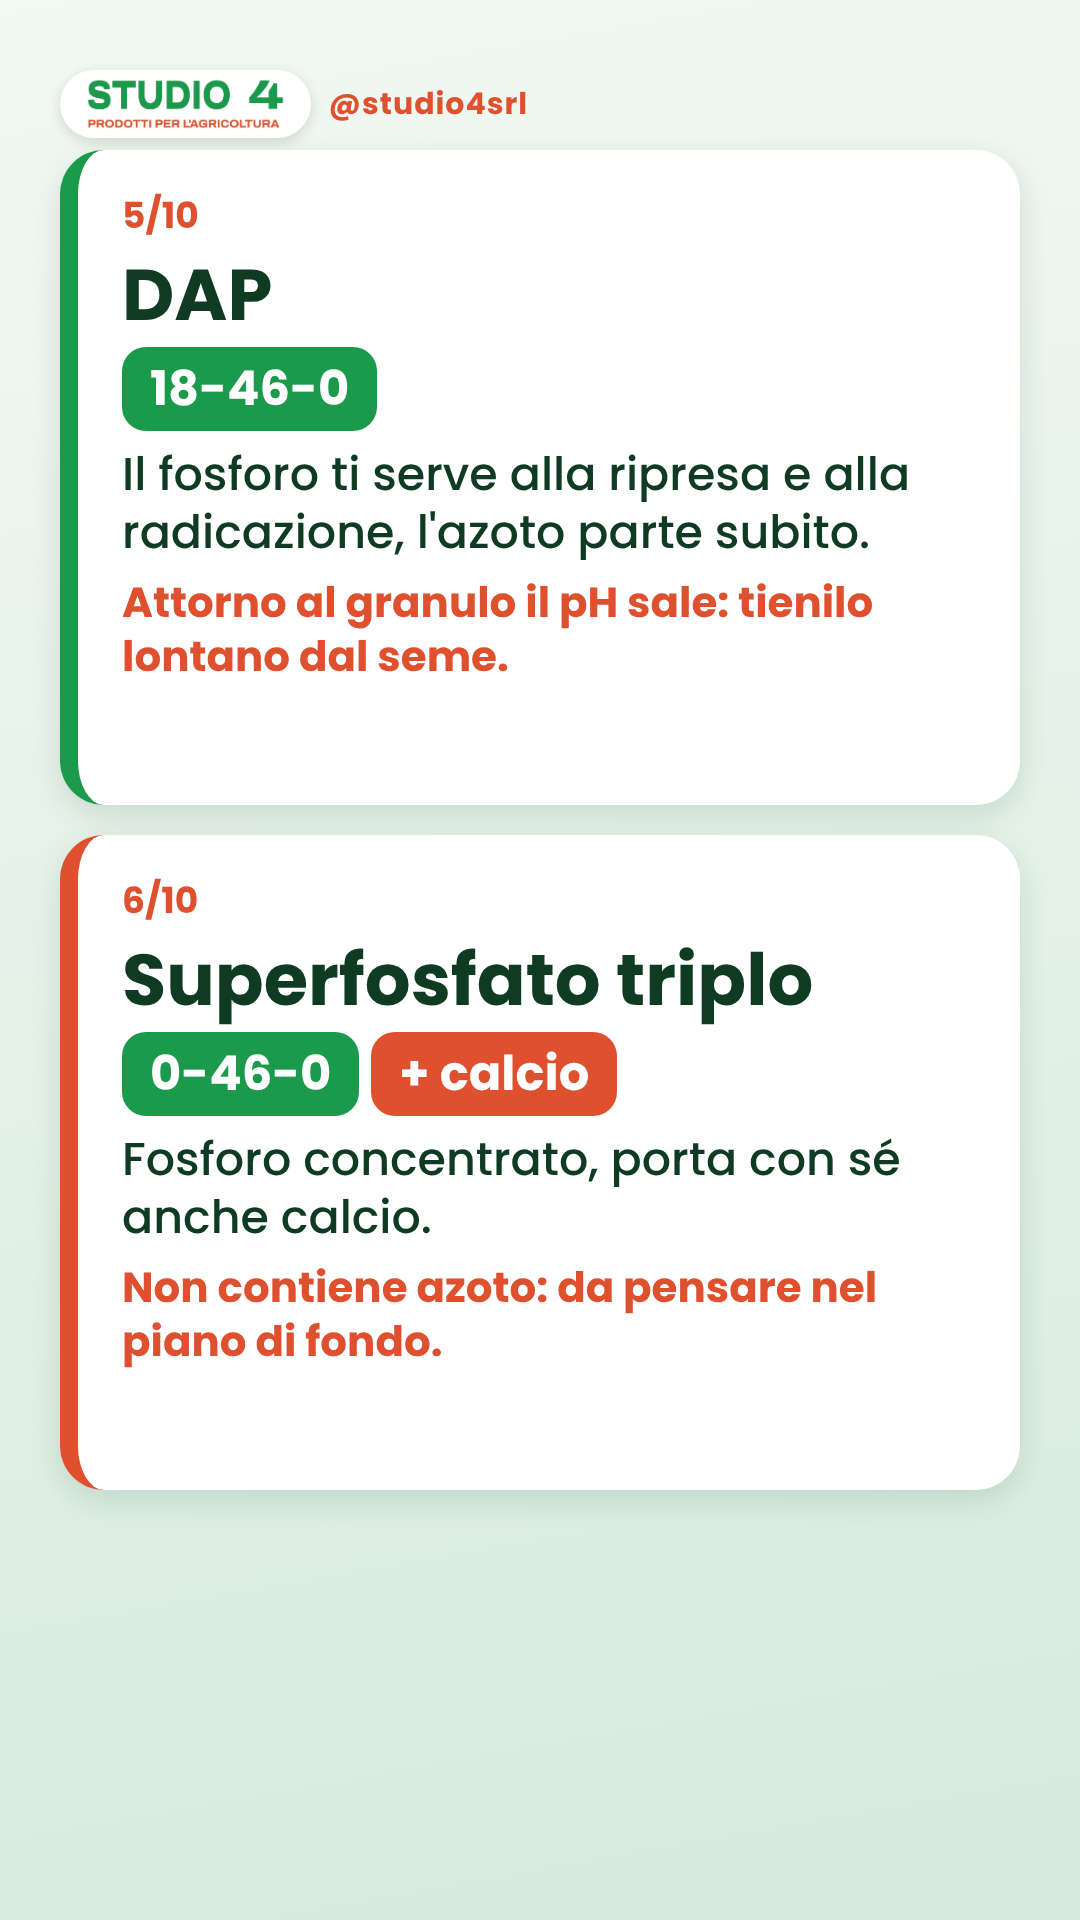 STUDIO 4
PRODOTTI PER L'AGRICOLTURA
@studio4srl
5/10
DAP
18-46-0
Il fosforo ti serve alla ripresa e alla
radicazione, l'azoto parte subito.
Attorno al granulo il pH sale: tienilo
lontano dal seme.
6/10
Superfosfato triplo
0-46-0 + calcio
Fosforo concentrato, porta con sé
anche calcio.
Non contiene azoto: da pensare nel
piano di fondo.